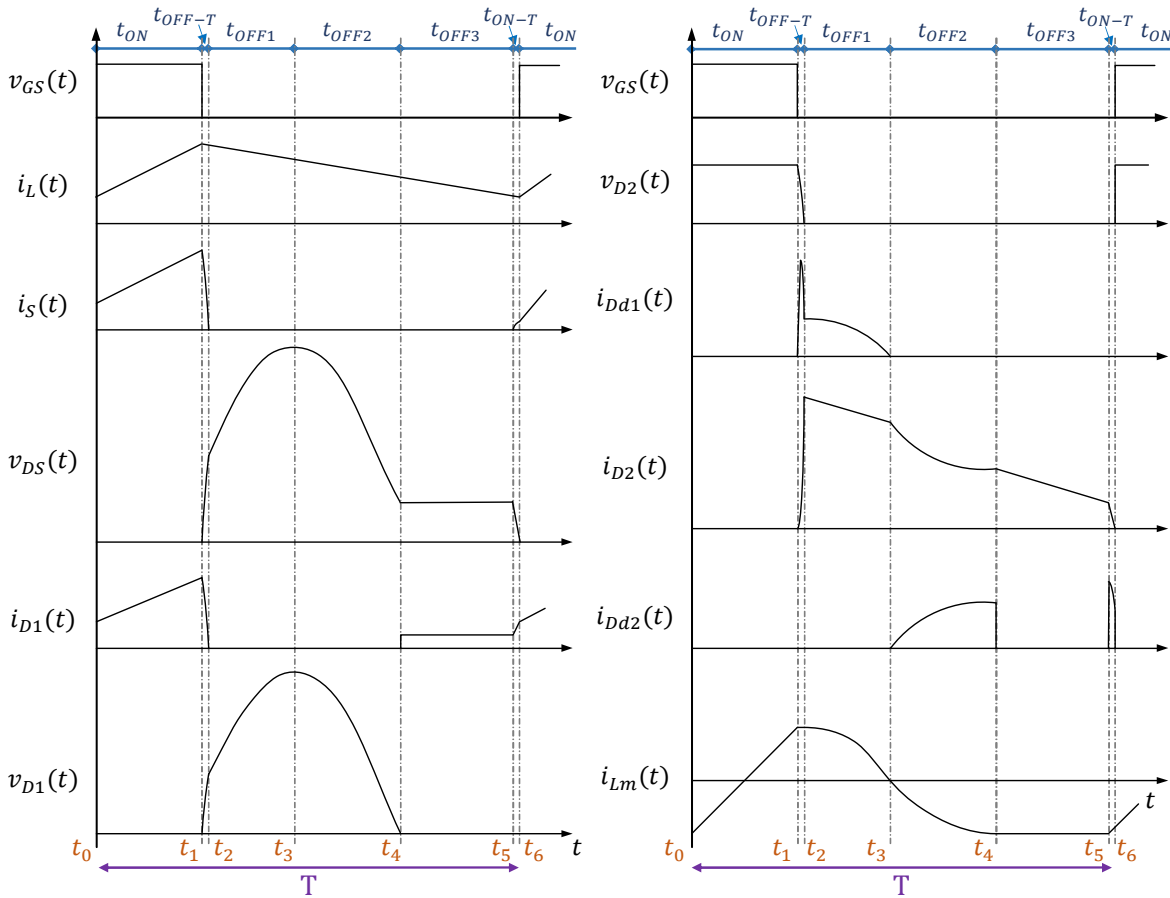 t_OFF−T
t_ON−T
t_ON
t_OFF1
t_OFF2
t_OFF3
t_ON
v_GS(t)
i_L(t)
i_S(t)
v_DS(t)
i_D1(t)
v_D1(t)
t_0
t_1
t_2
t_3
t_4
t_5
t_6
t
T
t_OFF−T
t_ON−T
t_ON
t_OFF1
t_OFF2
t_OFF3
t_ON
v_GS(t)
v_D2(t)
i_Dd1(t)
i_D2(t)
i_Dd2(t)
i_Lm(t)
t
t_0
t_1
t_2
t_3
t_4
t_5
t_6
T